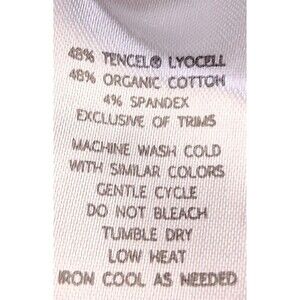 48% TENCEL® LYOCELL
48% ORGANIC COTTON
4% SPANDEX
EXCLUSIVE OF TRIMS
MACHINE WASH COLD
WITH SIMILAR COLORS
GENTLE CYCLE
DO NOT BLEACH
TUMBLE DRY
LOW HEAT
IRON COOL AS NEEDED